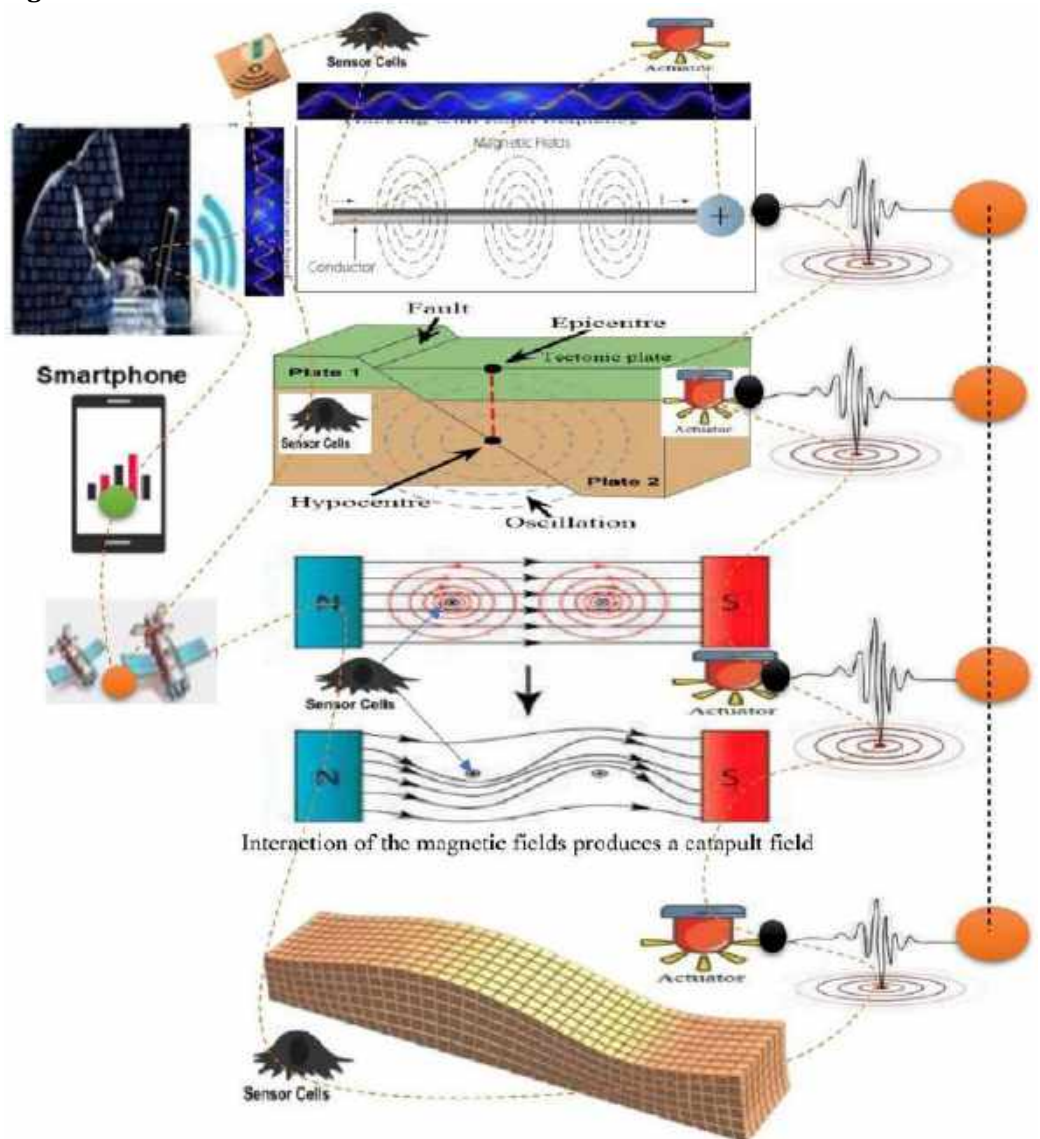 Sensor Cells
Actuator
Magnetic Fields
I
+
Conductor
Fault
Epicentre
Tectonic plate
Plate 1
Smartphone
Sensor Cells
Actuator
Plate 2
Hypocentre
Oscillation
N
S
Sensor Cells
Actuator
N
S
Interaction of the magnetic fields produces a catapult field
Actuator
Sensor Cells